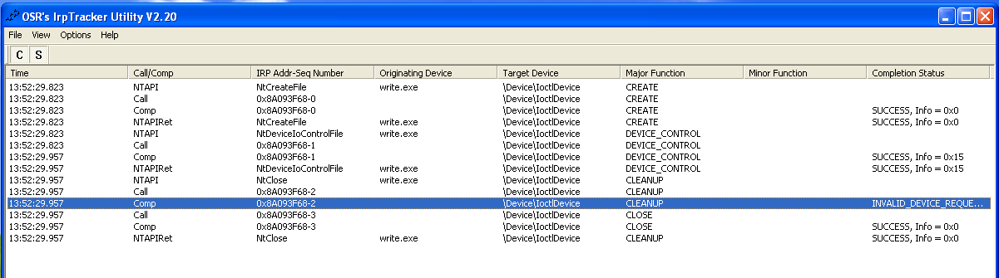 OSR's IrpTracker Utility V2.20
File View Options Help
C S
Time Call/Comp IRP Addr-Seq Number Originating Device Target Device Major Function Minor Function Completion Status
13:52:29.823 NTAPI NtCreateFile write.exe \Device\IoctlDevice CREATE
13:52:29.823 Call 0x8A093F68-0 \Device\IoctlDevice CREATE
13:52:29.823 Comp 0x8A093F68-0 \Device\IoctlDevice CREATE SUCCESS, Info = 0x0
13:52:29.823 NTAPIRet NtCreateFile write.exe \Device\IoctlDevice CREATE SUCCESS, Info = 0x0
13:52:29.823 NTAPI NtDeviceIoControlFile write.exe \Device\IoctlDevice DEVICE_CONTROL
13:52:29.823 Call 0x8A093F68-1 \Device\IoctlDevice DEVICE_CONTROL
13:52:29.957 Comp 0x8A093F68-1 \Device\IoctlDevice DEVICE_CONTROL SUCCESS, Info = 0x15
13:52:29.957 NTAPIRet NtDeviceIoControlFile write.exe \Device\IoctlDevice DEVICE_CONTROL SUCCESS, Info = 0x15
13:52:29.957 NTAPI NtClose write.exe \Device\IoctlDevice CLEANUP
13:52:29.957 Call 0x8A093F68-2 \Device\IoctlDevice CLEANUP
13:52:29.957 Comp 0x8A093F68-2 \Device\IoctlDevice CLEANUP INVALID_DEVICE_REQUE...
13:52:29.957 Call 0x8A093F68-3 \Device\IoctlDevice CLOSE
13:52:29.957 Comp 0x8A093F68-3 \Device\IoctlDevice CLOSE SUCCESS, Info = 0x0
13:52:29.957 NTAPIRet NtClose write.exe \Device\IoctlDevice CLEANUP SUCCESS, Info = 0x0